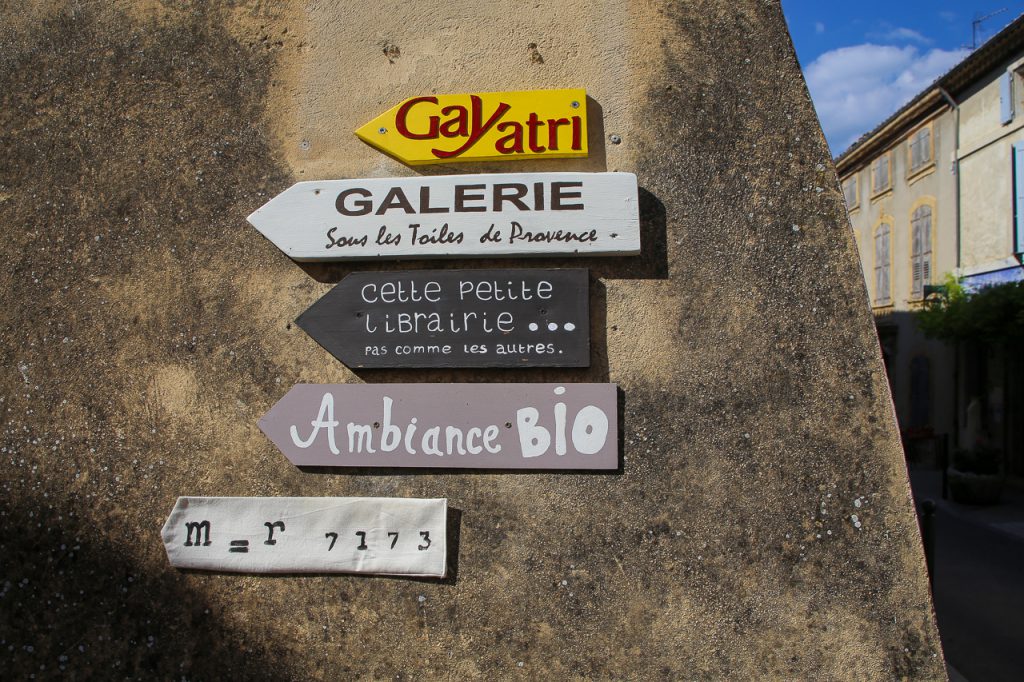 GaYatri
GALERIE
Sous les Toiles de Provence
Cette Petite
LiBRAiRie ...
PAS COMME LES AUTRES.
Ambiance BiO
m = r 7173